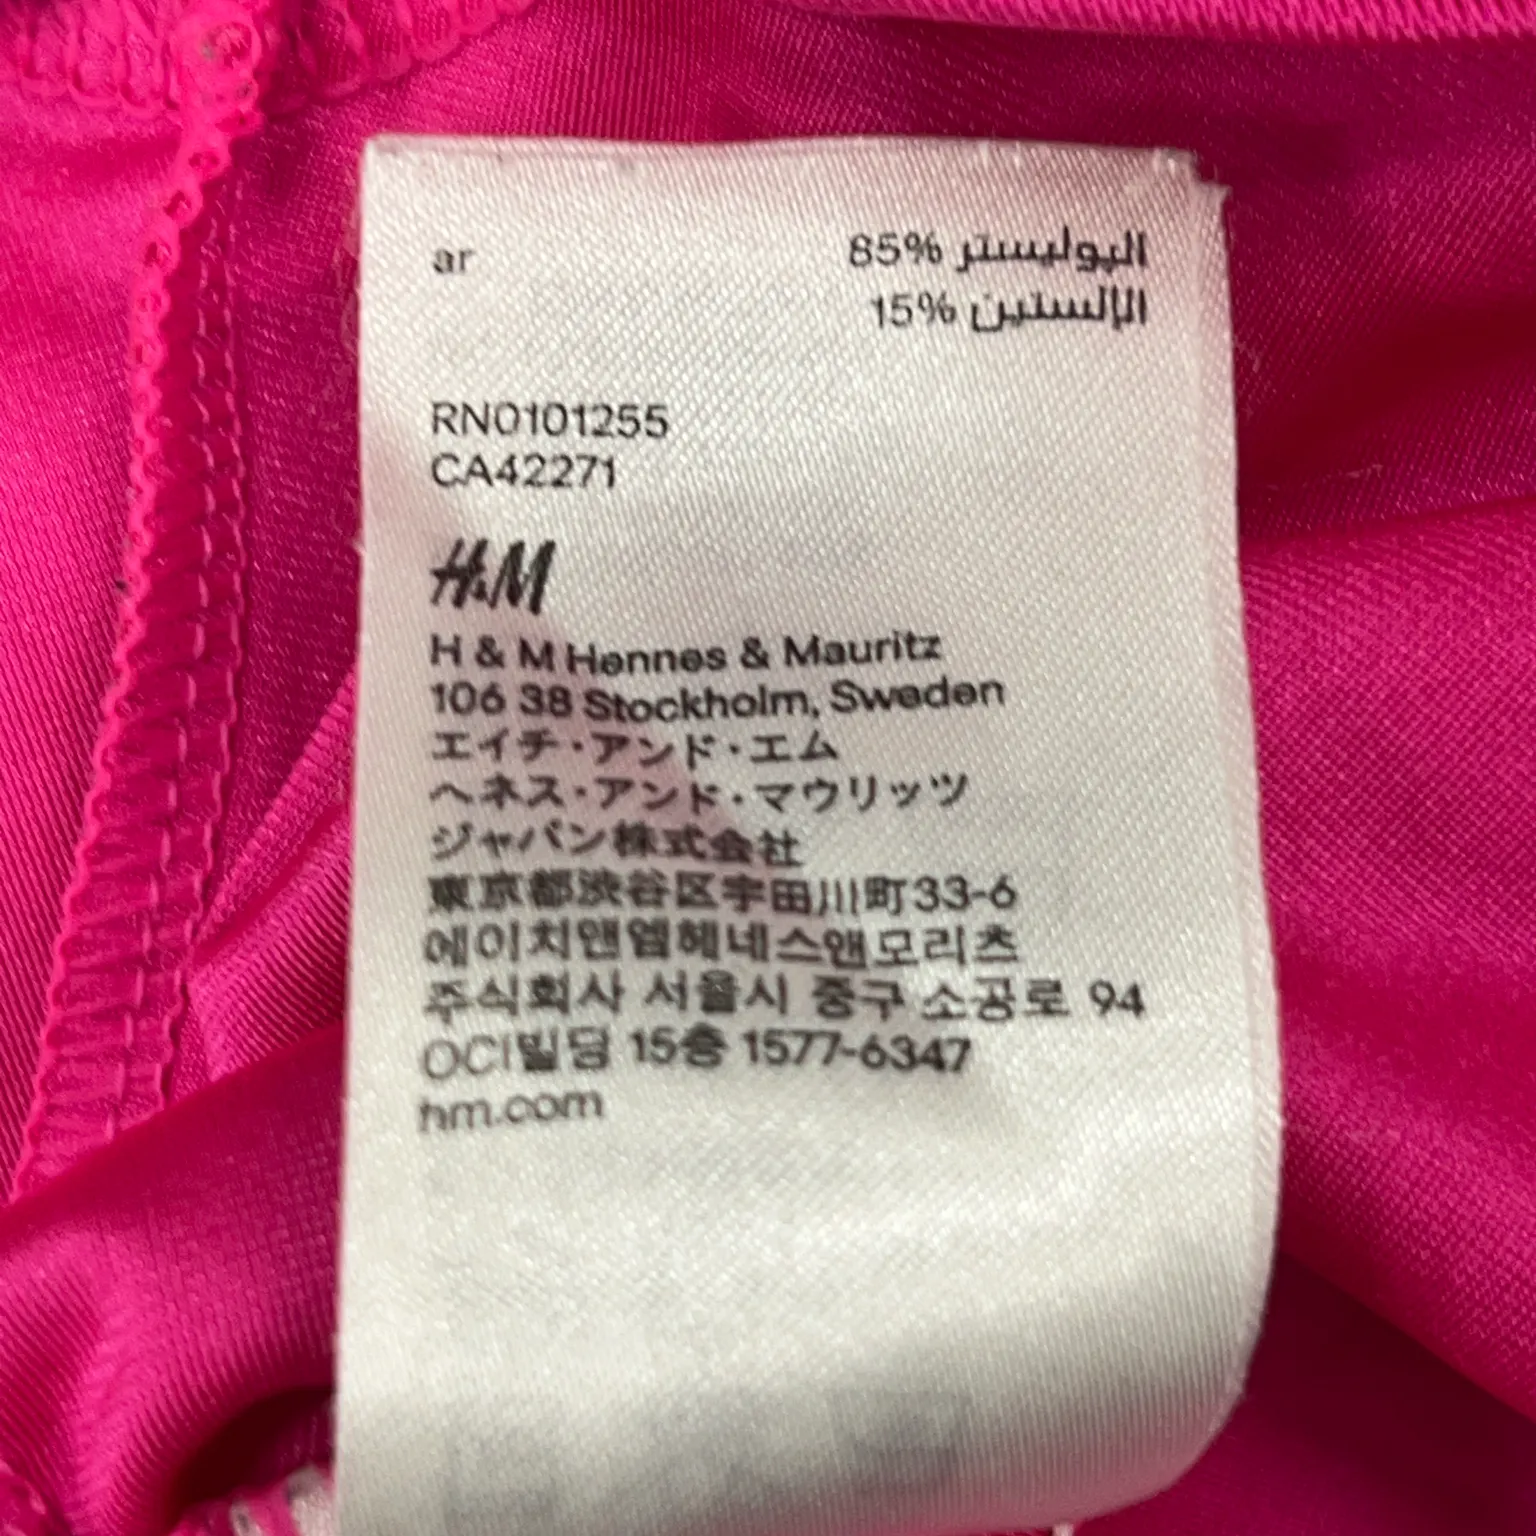 ar
البوليستر 85%
الإلستين 15%
RN0101255
CA42271
H&M
H & M Hennes & Mauritz
106 38 Stockholm, Sweden
エイチ・アンド・エム
ヘネス・アンド・マウリッツ
ジャパン株式会社
東京都渋谷区宇田川町33-6
에이치앤엠헤네스앤모리츠
주식회사 서울시 중구 소공로 94
OCI빌딩 15층 1577-6347
hm.com